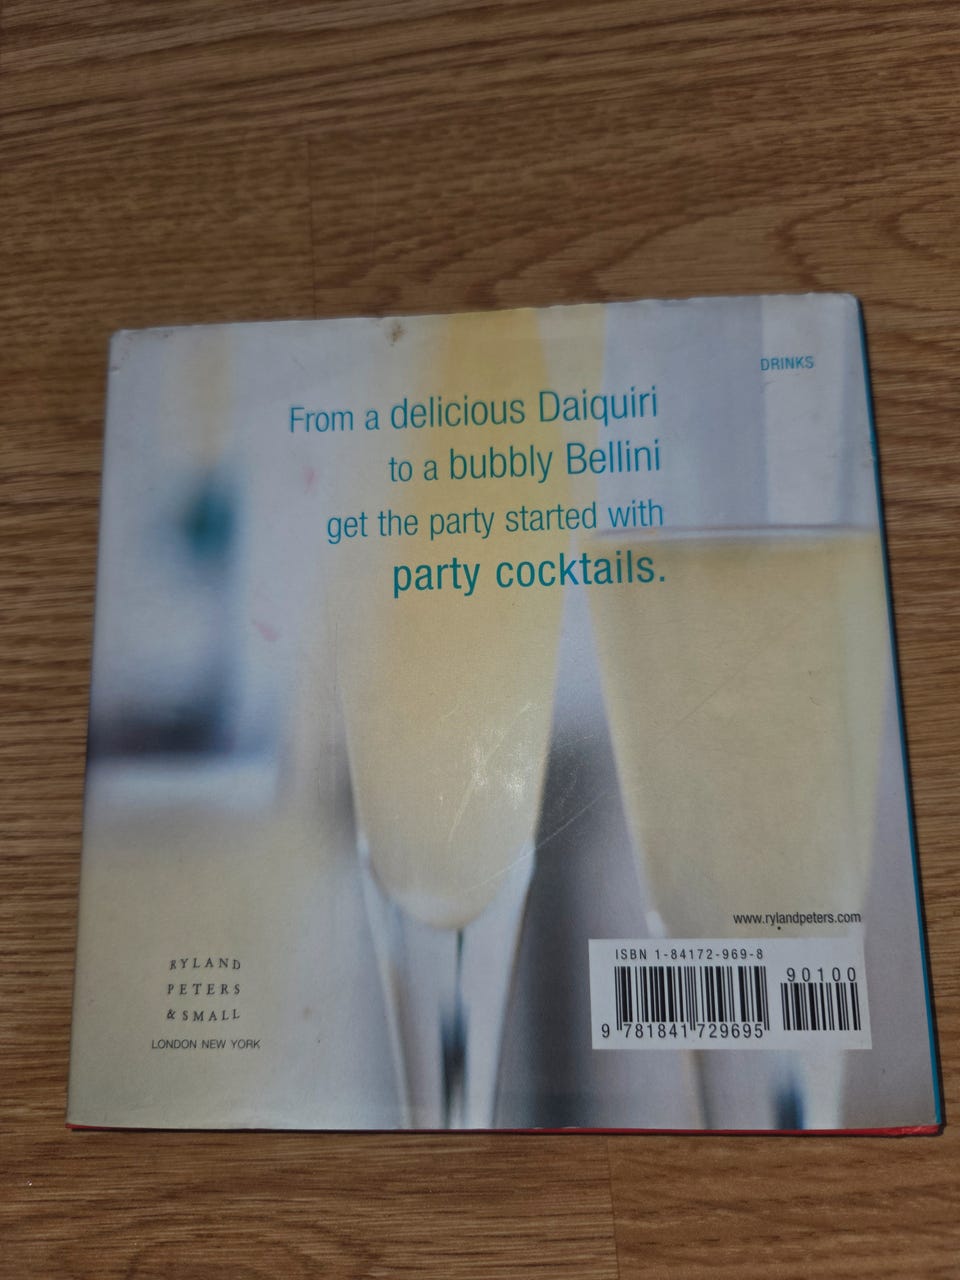 DRINKS
From a delicious Daiquiri
to a bubbly Bellini
get the party started with
party cocktails.
www.rylandpeters.com
ISBN 1-84172-969-8
90100
9 781841 729695
RYLAND
PETERS
& SMALL
LONDON NEW YORK